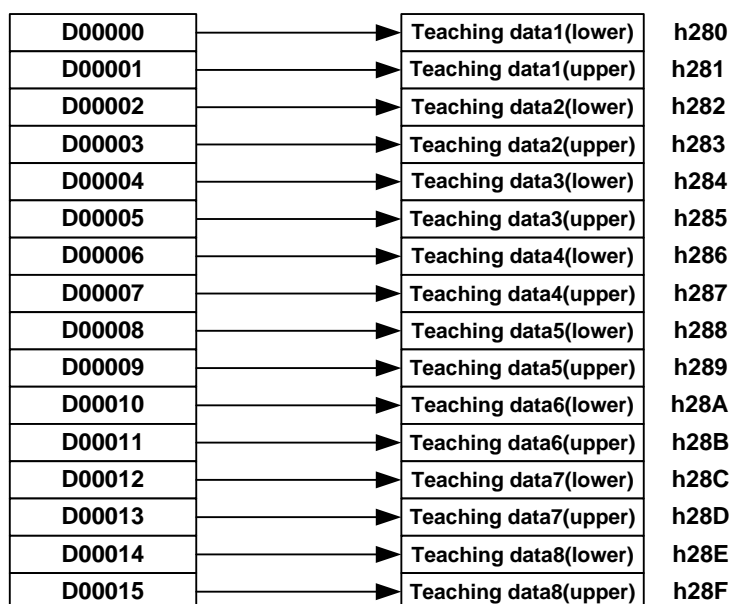 D00000 Teaching data1(lower) h280
D00001 Teaching data1(upper) h281
D00002 Teaching data2(lower) h282
D00003 Teaching data2(upper) h283
D00004 Teaching data3(lower) h284
D00005 Teaching data3(upper) h285
D00006 Teaching data4(lower) h286
D00007 Teaching data4(upper) h287
D00008 Teaching data5(lower) h288
D00009 Teaching data5(upper) h289
D00010 Teaching data6(lower) h28A
D00011 Teaching data6(upper) h28B
D00012 Teaching data7(lower) h28C
D00013 Teaching data7(upper) h28D
D00014 Teaching data8(lower) h28E
D00015 Teaching data8(upper) h28F